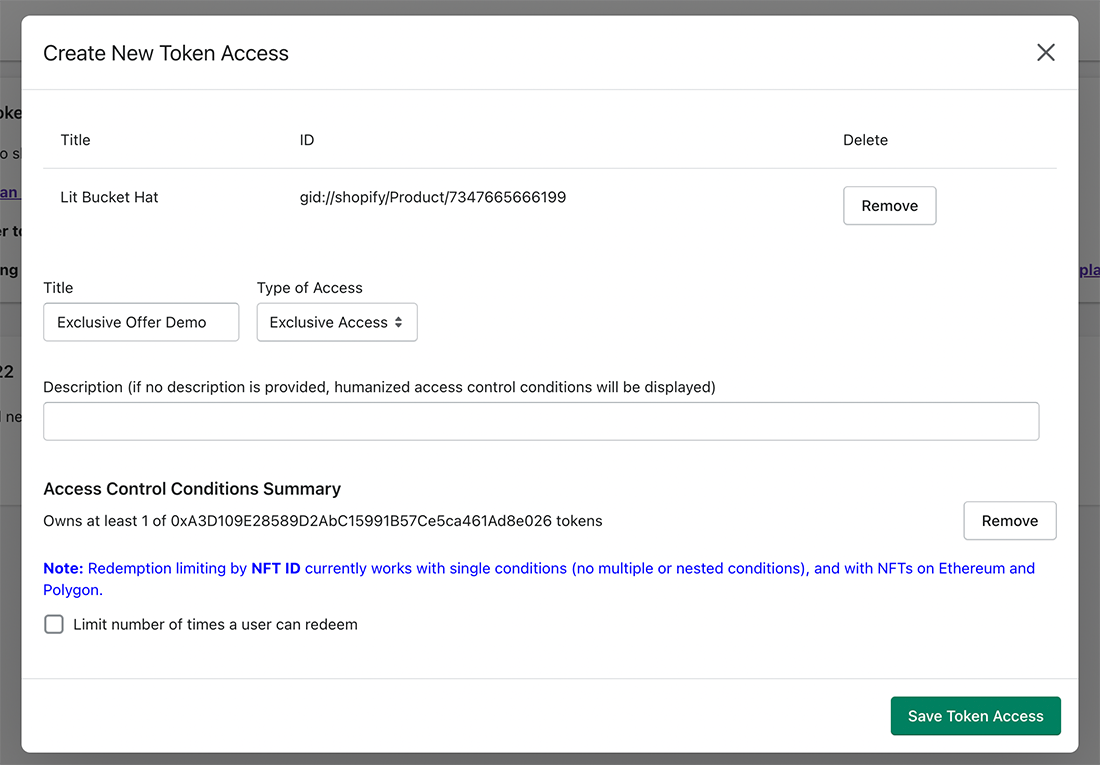 Create New Token Access
Title ID Delete
Lit Bucket Hat gid://shopify/Product/7347665666199 Remove
Title Type of Access
Exclusive Offer Demo Exclusive Access
Description (if no description is provided, humanized access control conditions will be displayed)
Access Control Conditions Summary
Owns at least 1 of 0xA3D109E28589D2AbC15991B57Ce5ca461Ad8e026 tokens Remove
Note: Redemption limiting by NFT ID currently works with single conditions (no multiple or nested conditions), and with NFTs on Ethereum and
Polygon.
Limit number of times a user can redeem
Save Token Access